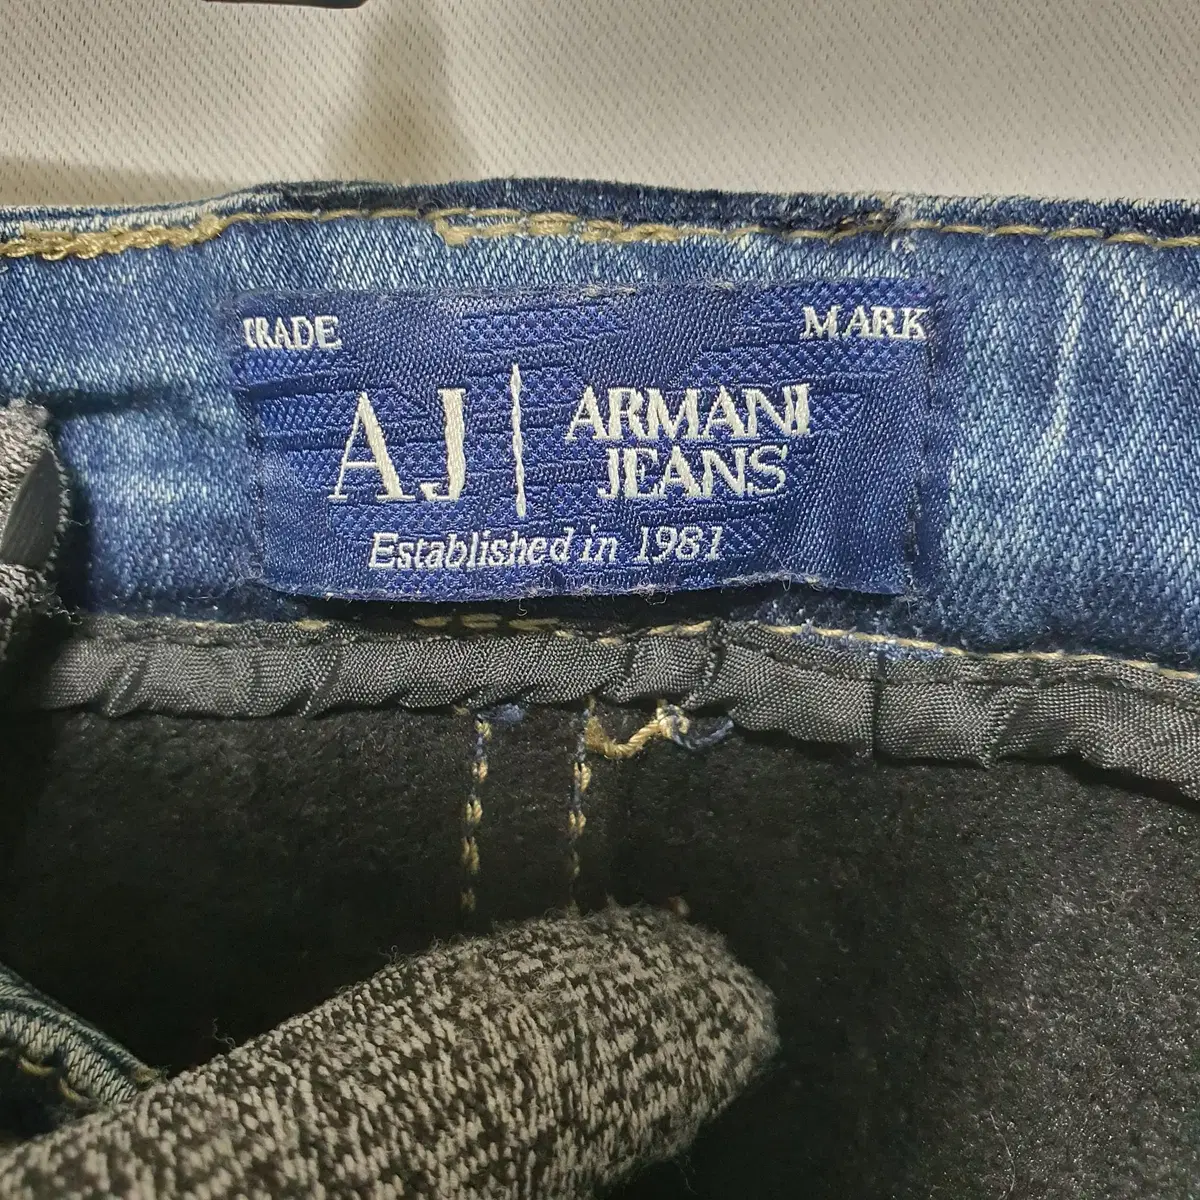 TRADE MARK
AJ | ARMANI
JEANS
Established in 1981